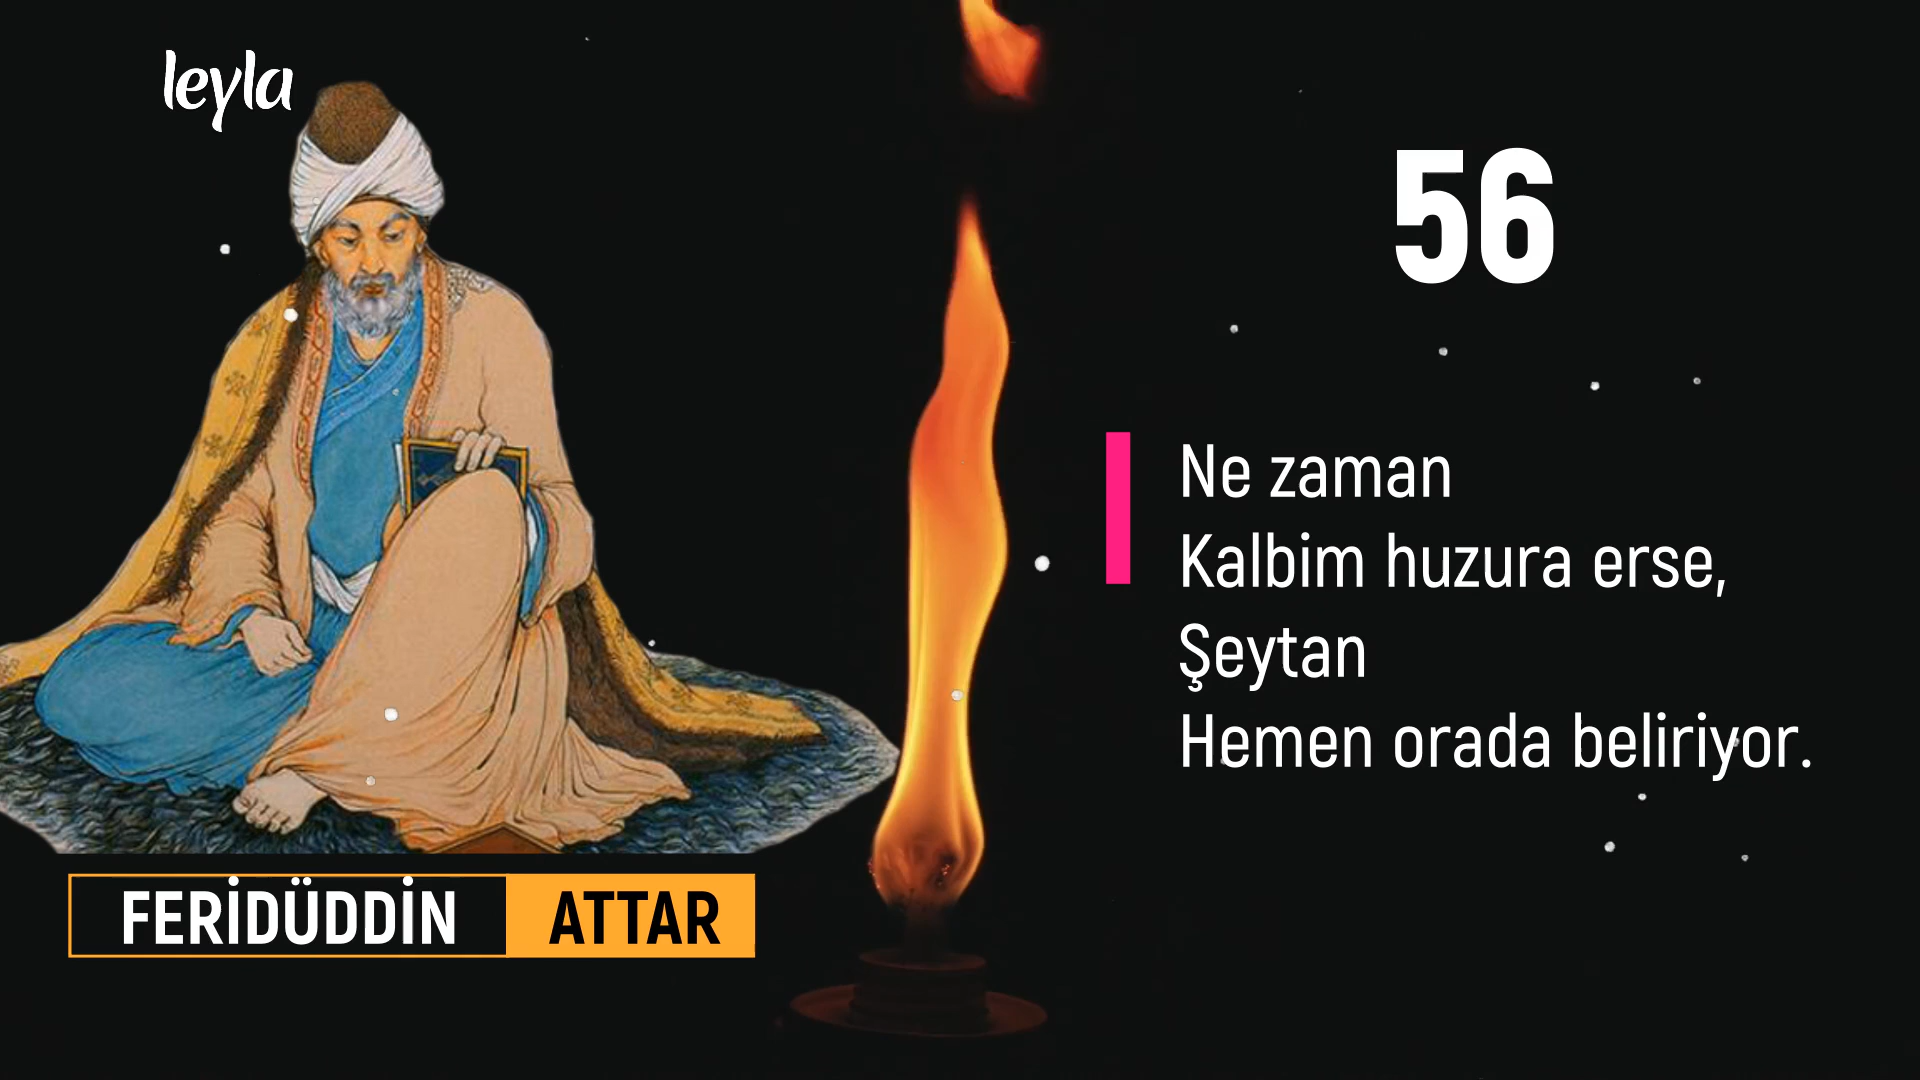 leyla
56
Ne zaman
Kalbim huzura erse,
Şeytan
Hemen orada beliriyor.
FERİDÜDDİN ATTAR